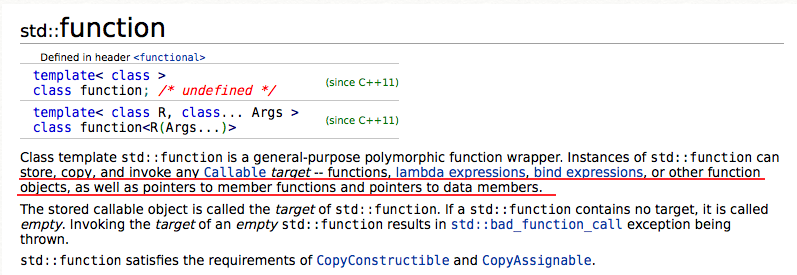 std::function
Defined in header <functional>
template< class >
class function; /* undefined */ (since C++11)
template< class R, class... Args >
class function<R(Args...)> (since C++11)
Class template std::function is a general-purpose polymorphic function wrapper. Instances of std::function can
store, copy, and invoke any Callable target -- functions, lambda expressions, bind expressions, or other function
objects, as well as pointers to member functions and pointers to data members.
The stored callable object is called the target of std::function. If a std::function contains no target, it is called
empty. Invoking the target of an empty std::function results in std::bad_function_call exception being
thrown.
std::function satisfies the requirements of CopyConstructible and CopyAssignable.